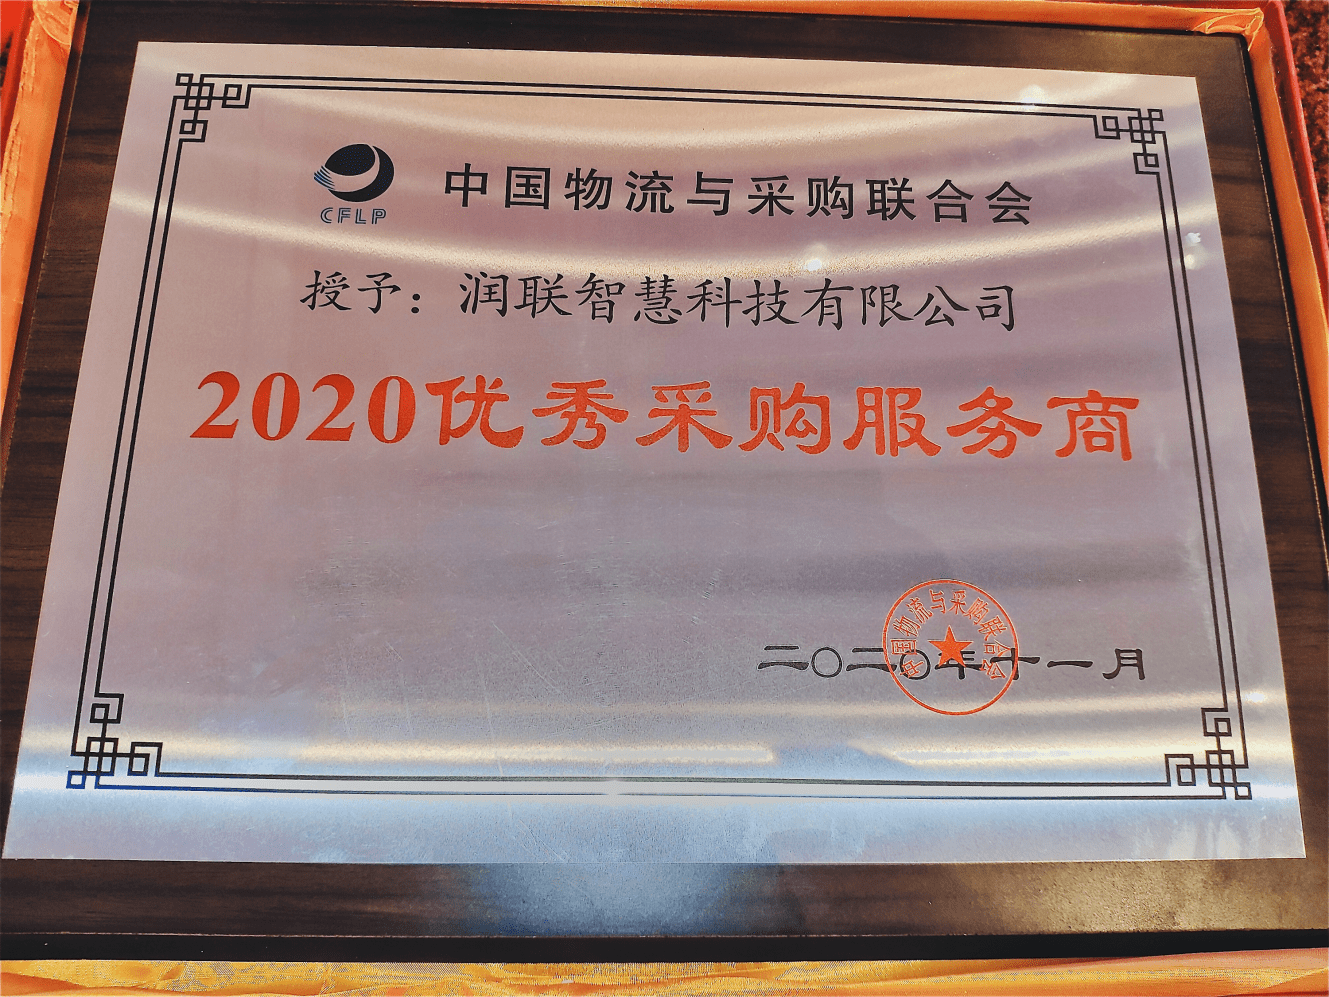 中国物流与采购联合会
CFLP
授予：润联智慧科技有限公司
2020优秀采购服务商
中国物流与采购联合会
二〇二〇年十一月